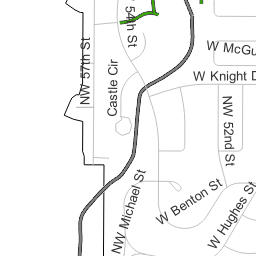 54th St
W McGu
W Knight D
NW 57th St
Castle Cir
NW 52nd St
NW Michael St
W Benton St
W Hughes St